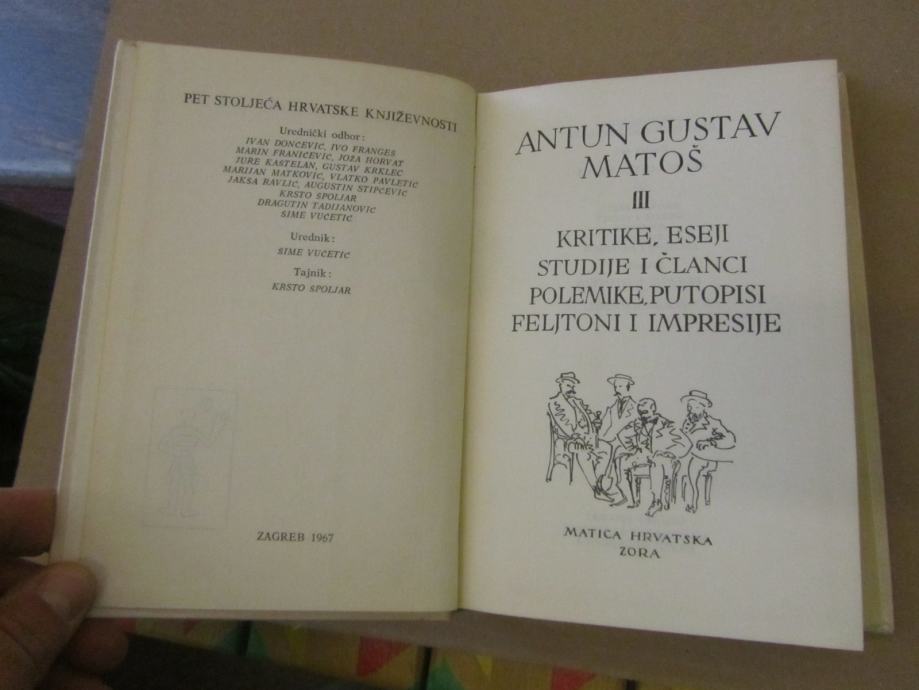 PET STOLJEĆA HRVATSKE KNJIŽEVNOSTI
Urednički odbor:
IVAN DONČEVIĆ, IVO FRANGEŠ
MARIN FRANIČEVIĆ, JOŽA HORVAT
JURE KAŠTELAN, GUSTAV KRKLEC
MARIJAN MATKOVIĆ, VLATKO PAVLETIĆ
JAKŠA RAVLIĆ, AUGUSTIN STIPČEVIĆ
KRSTO ŠPOLJAR
DRAGUTIN TADIJANOVIĆ
ŠIME VUČETIĆ
Urednik:
ŠIME VUČETIĆ
Tajnik:
KRSTO ŠPOLJAR
ZAGREB 1967
ANTUN GUSTAV
MATOŠ
III
KRITIKE, ESEJI
STUDIJE I ČLANCI
POLEMIKE, PUTOPISI
FELJTONI I IMPRESIJE
MATICA HRVATSKA
ZORA